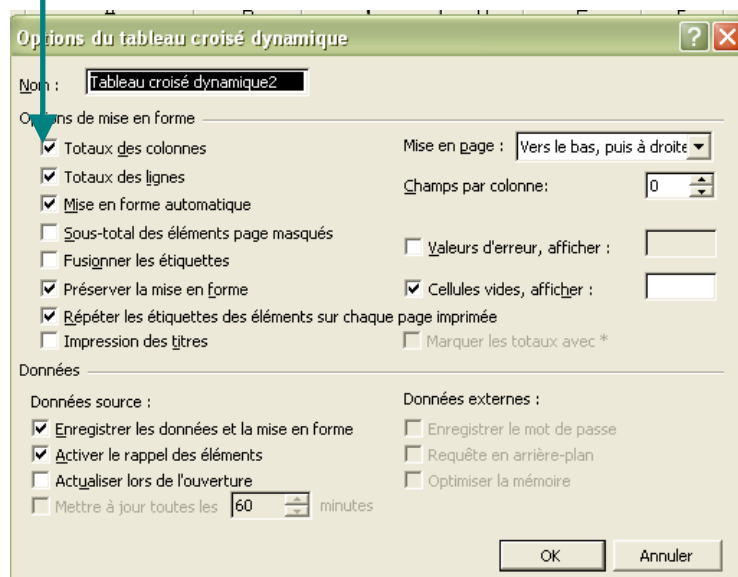 Options du tableau croisé dynamique
Nom : Tableau croisé dynamique2
Options de mise en forme
Totaux des colonnes
Mise en page : Vers le bas, puis à droite
Totaux des lignes
Champs par colonne: 0
Mise en forme automatique
Sous-total des éléments page masqués
Valeurs d'erreur, afficher :
Fusionner les étiquettes
Préserver la mise en forme
Cellules vides, afficher :
Répéter les étiquettes des éléments sur chaque page imprimée
Impression des titres
Marquer les totaux avec *
Données
Données source :
Données externes :
Enregistrer les données et la mise en forme
Enregistrer le mot de passe
Activer le rappel des éléments
Requête en arrière-plan
Actualiser lors de l'ouverture
Optimiser la mémoire
Mettre à jour toutes les 60 minutes
OK
Annuler